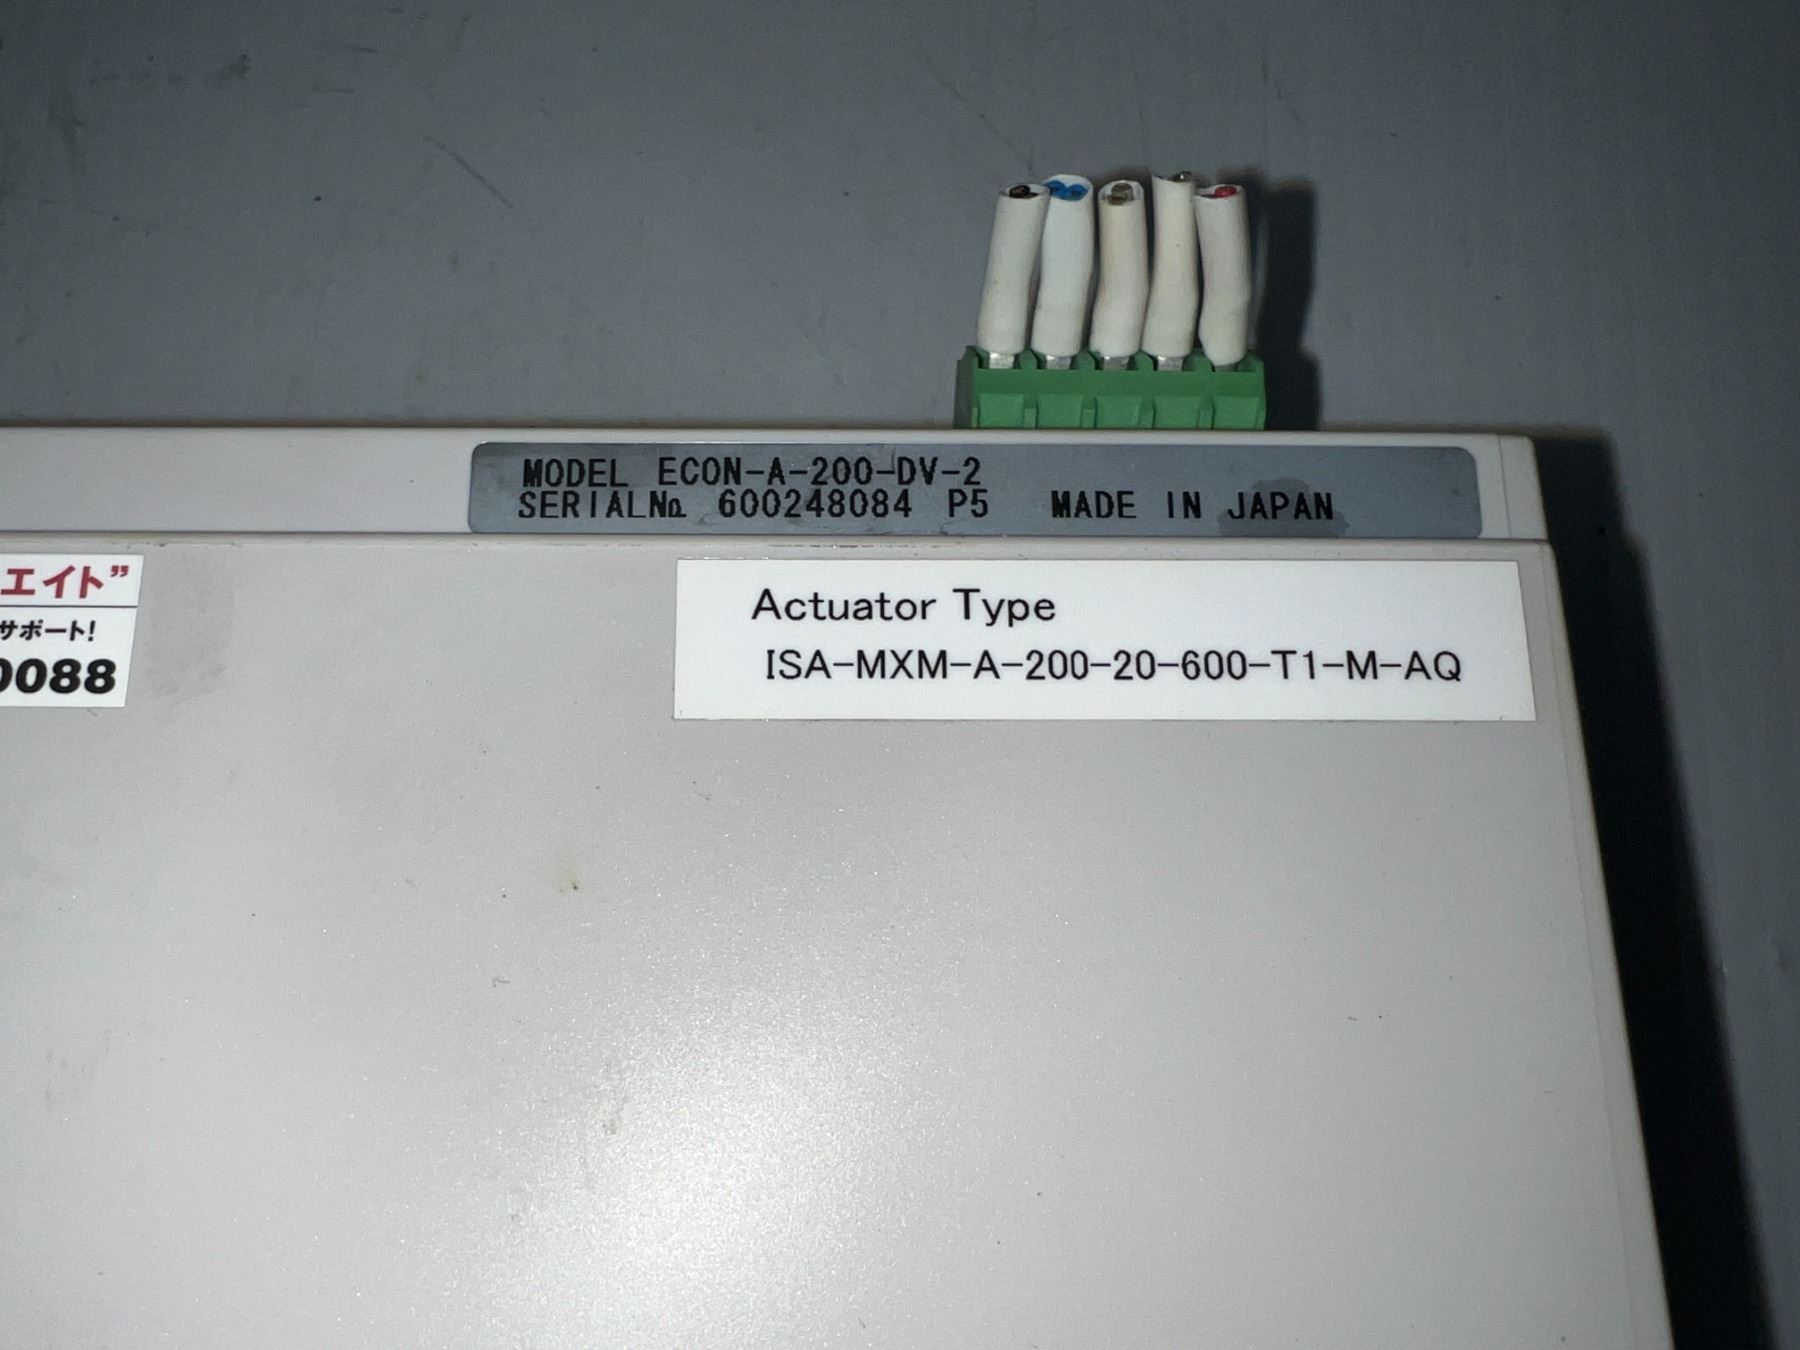 MODEL ECON-A-200-DV-2
SERIAL№ 600248084 P5 MADE IN JAPAN
エイト”
サポート!
0088
Actuator Type
ISA-MXM-A-200-20-600-T1-M-AQ